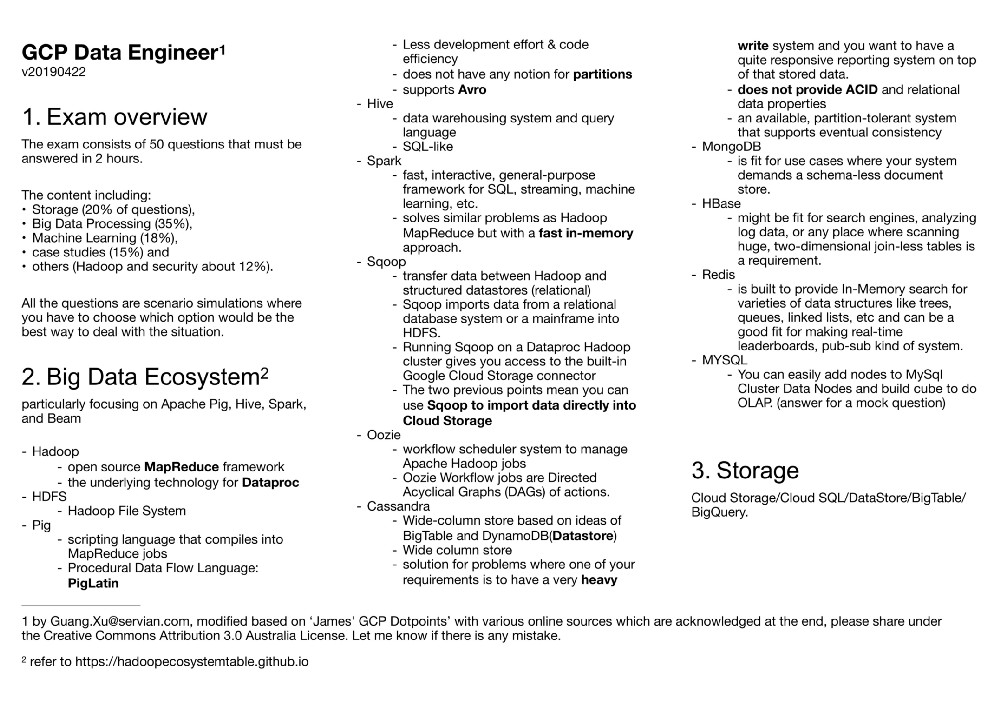 GCP Data Engineer¹
v20190422
1. Exam overview
The exam consists of 50 questions that must be
answered in 2 hours.
The content including:
• Storage (20% of questions),
• Big Data Processing (35%),
• Machine Learning (18%),
• case studies (15%) and
• others (Hadoop and security about 12%).
All the questions are scenario simulations where
you have to choose which option would be the
best way to deal with the situation.
2. Big Data Ecosystem²
particularly focusing on Apache Pig, Hive, Spark,
and Beam
- Hadoop
- open source MapReduce framework
- the underlying technology for Dataproc
- HDFS
- Hadoop File System
- Pig
- scripting language that compiles into
MapReduce jobs
- Procedural Data Flow Language:
PigLatin
- Less development effort & code
efficiency
- does not have any notion for partitions
- supports Avro
- Hive
- data warehousing system and query
language
- SQL-like
- Spark
- fast, interactive, general-purpose
framework for SQL, streaming, machine
learning, etc.
- solves similar problems as Hadoop
MapReduce but with a fast in-memory
approach.
- Sqoop
- transfer data between Hadoop and
structured datastores (relational)
- Sqoop imports data from a relational
database system or a mainframe into
HDFS.
- Running Sqoop on a Dataproc Hadoop
cluster gives you access to the built-in
Google Cloud Storage connector
- The two previous points mean you can
use Sqoop to import data directly into
Cloud Storage
- Oozie
- workflow scheduler system to manage
Apache Hadoop jobs
- Oozie Workflow jobs are Directed
Acyclical Graphs (DAGs) of actions.
- Cassandra
- Wide-column store based on ideas of
BigTable and DynamoDB(Datastore)
- Wide column store
- solution for problems where one of your
requirements is to have a very heavy
write system and you want to have a
quite responsive reporting system on top
of that stored data.
- does not provide ACID and relational
data properties
- an available, partition-tolerant system
that supports eventual consistency
- MongoDB
- is fit for use cases where your system
demands a schema-less document
store.
- HBase
- might be fit for search engines, analyzing
log data, or any place where scanning
huge, two-dimensional join-less tables is
a requirement.
- Redis
- is built to provide In-Memory search for
varieties of data structures like trees,
queues, linked lists, etc and can be a
good fit for making real-time
leaderboards, pub-sub kind of system.
- MYSQL
- You can easily add nodes to MySql
Cluster Data Nodes and build cube to do
OLAP. (answer for a mock question)
3. Storage
Cloud Storage/Cloud SQL/DataStore/BigTable/
BigQuery.
1 by Guang.Xu@servian.com, modified based on ‘James’ GCP Dotpoints’ with various online sources which are acknowledged at the end, please share under
the Creative Commons Attribution 3.0 Australia License. Let me know if there is any mistake.
² refer to https://hadoopecosystemtable.github.io